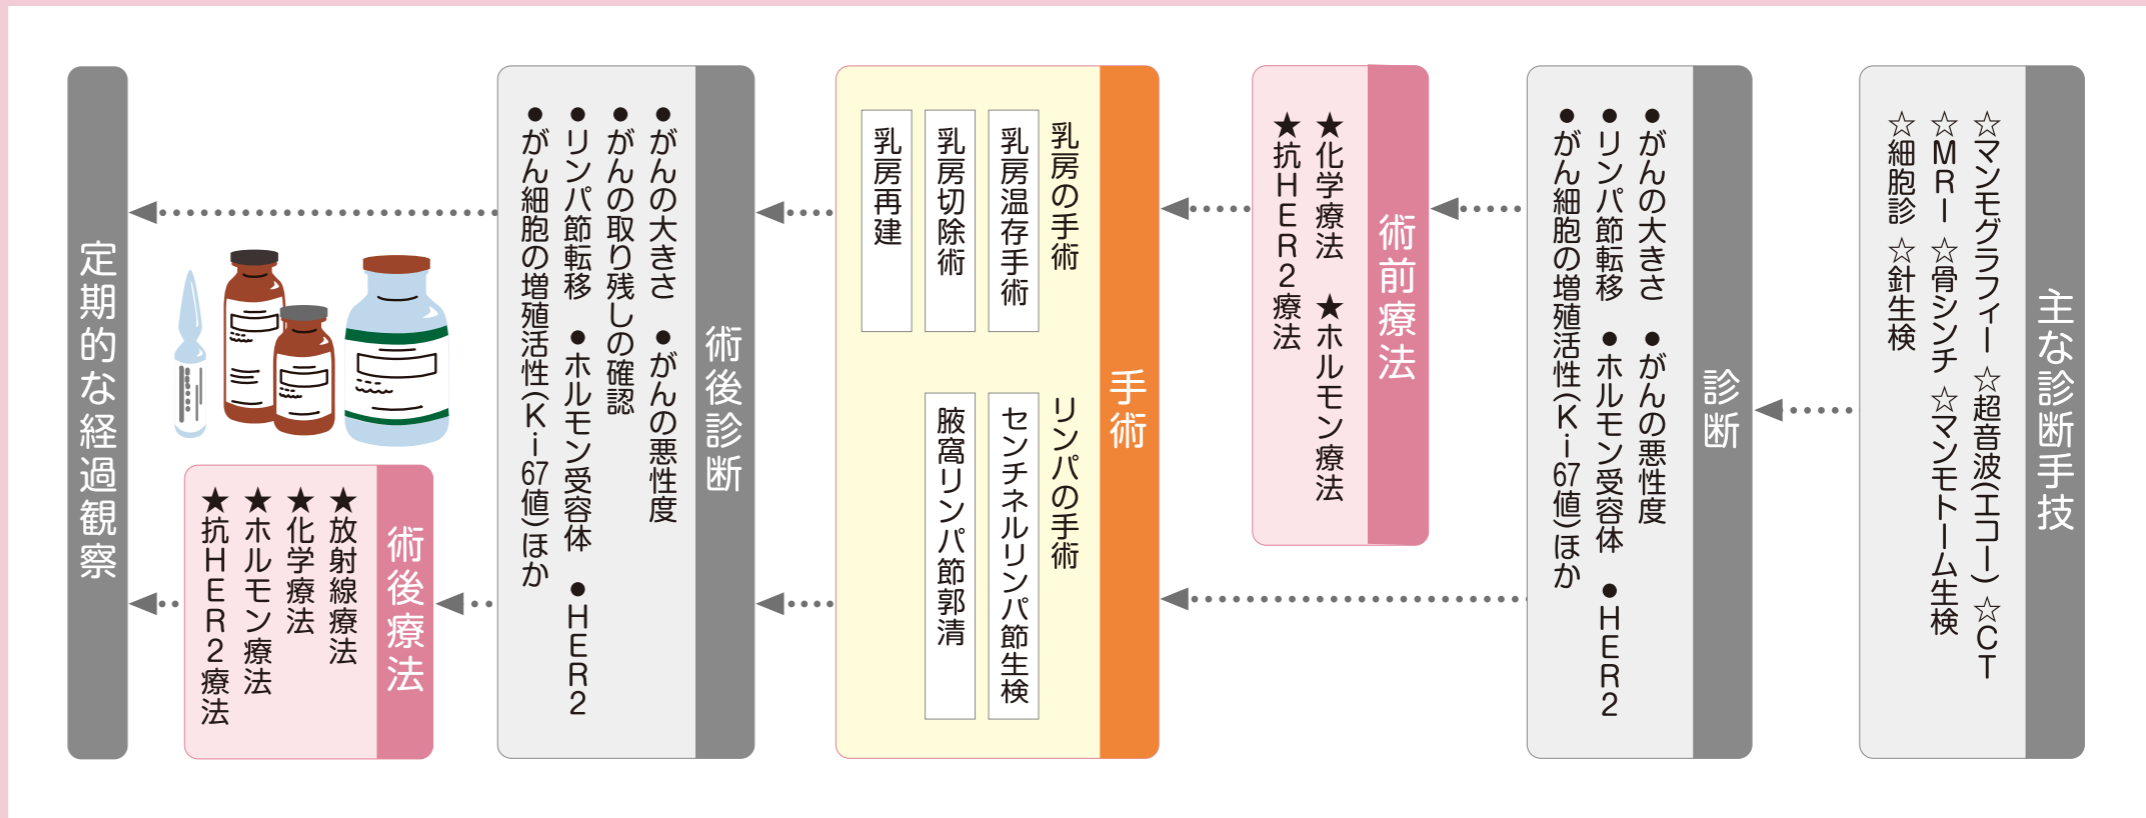 主な診断手技
☆マンモグラフィー ☆超音波(エコー) ☆CT
☆MRI ☆骨シンチ ☆マンモトーム生検
☆細胞診 ☆針生検
診断
●がんの大きさ ●がんの悪性度
●リンパ節転移 ●ホルモン受容体 ●HER2
●がん細胞の増殖活性(Ki67値)ほか
術前療法
★化学療法 ★ホルモン療法
★抗HER2療法
手術
乳房の手術
乳房温存手術
乳房切除術
乳房再建
リンパの手術
センチネルリンパ節生検
腋窩リンパ節郭清
術後診断
●がんの大きさ ●がんの悪性度
●がんの取り残しの確認
●リンパ節転移 ●ホルモン受容体 ●HER2
●がん細胞の増殖活性(Ki67値)ほか
術後療法
★放射線療法
★化学療法
★ホルモン療法
★抗HER2療法
定期的な経過観察